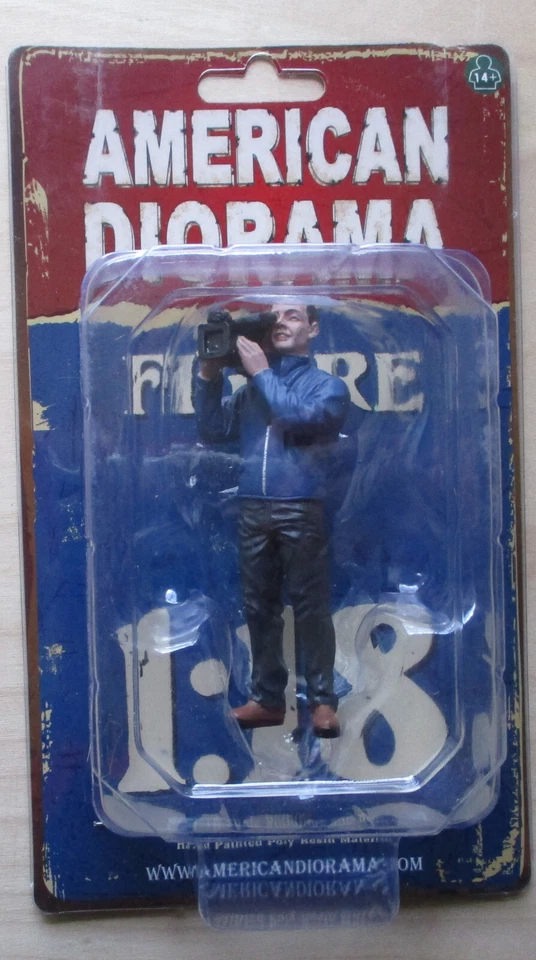 14+
AMERICAN
DIORAMA
FIGURE
1:18
Hand Painted Poly Resin Material
WWW.AMERICANDIORAMA.COM